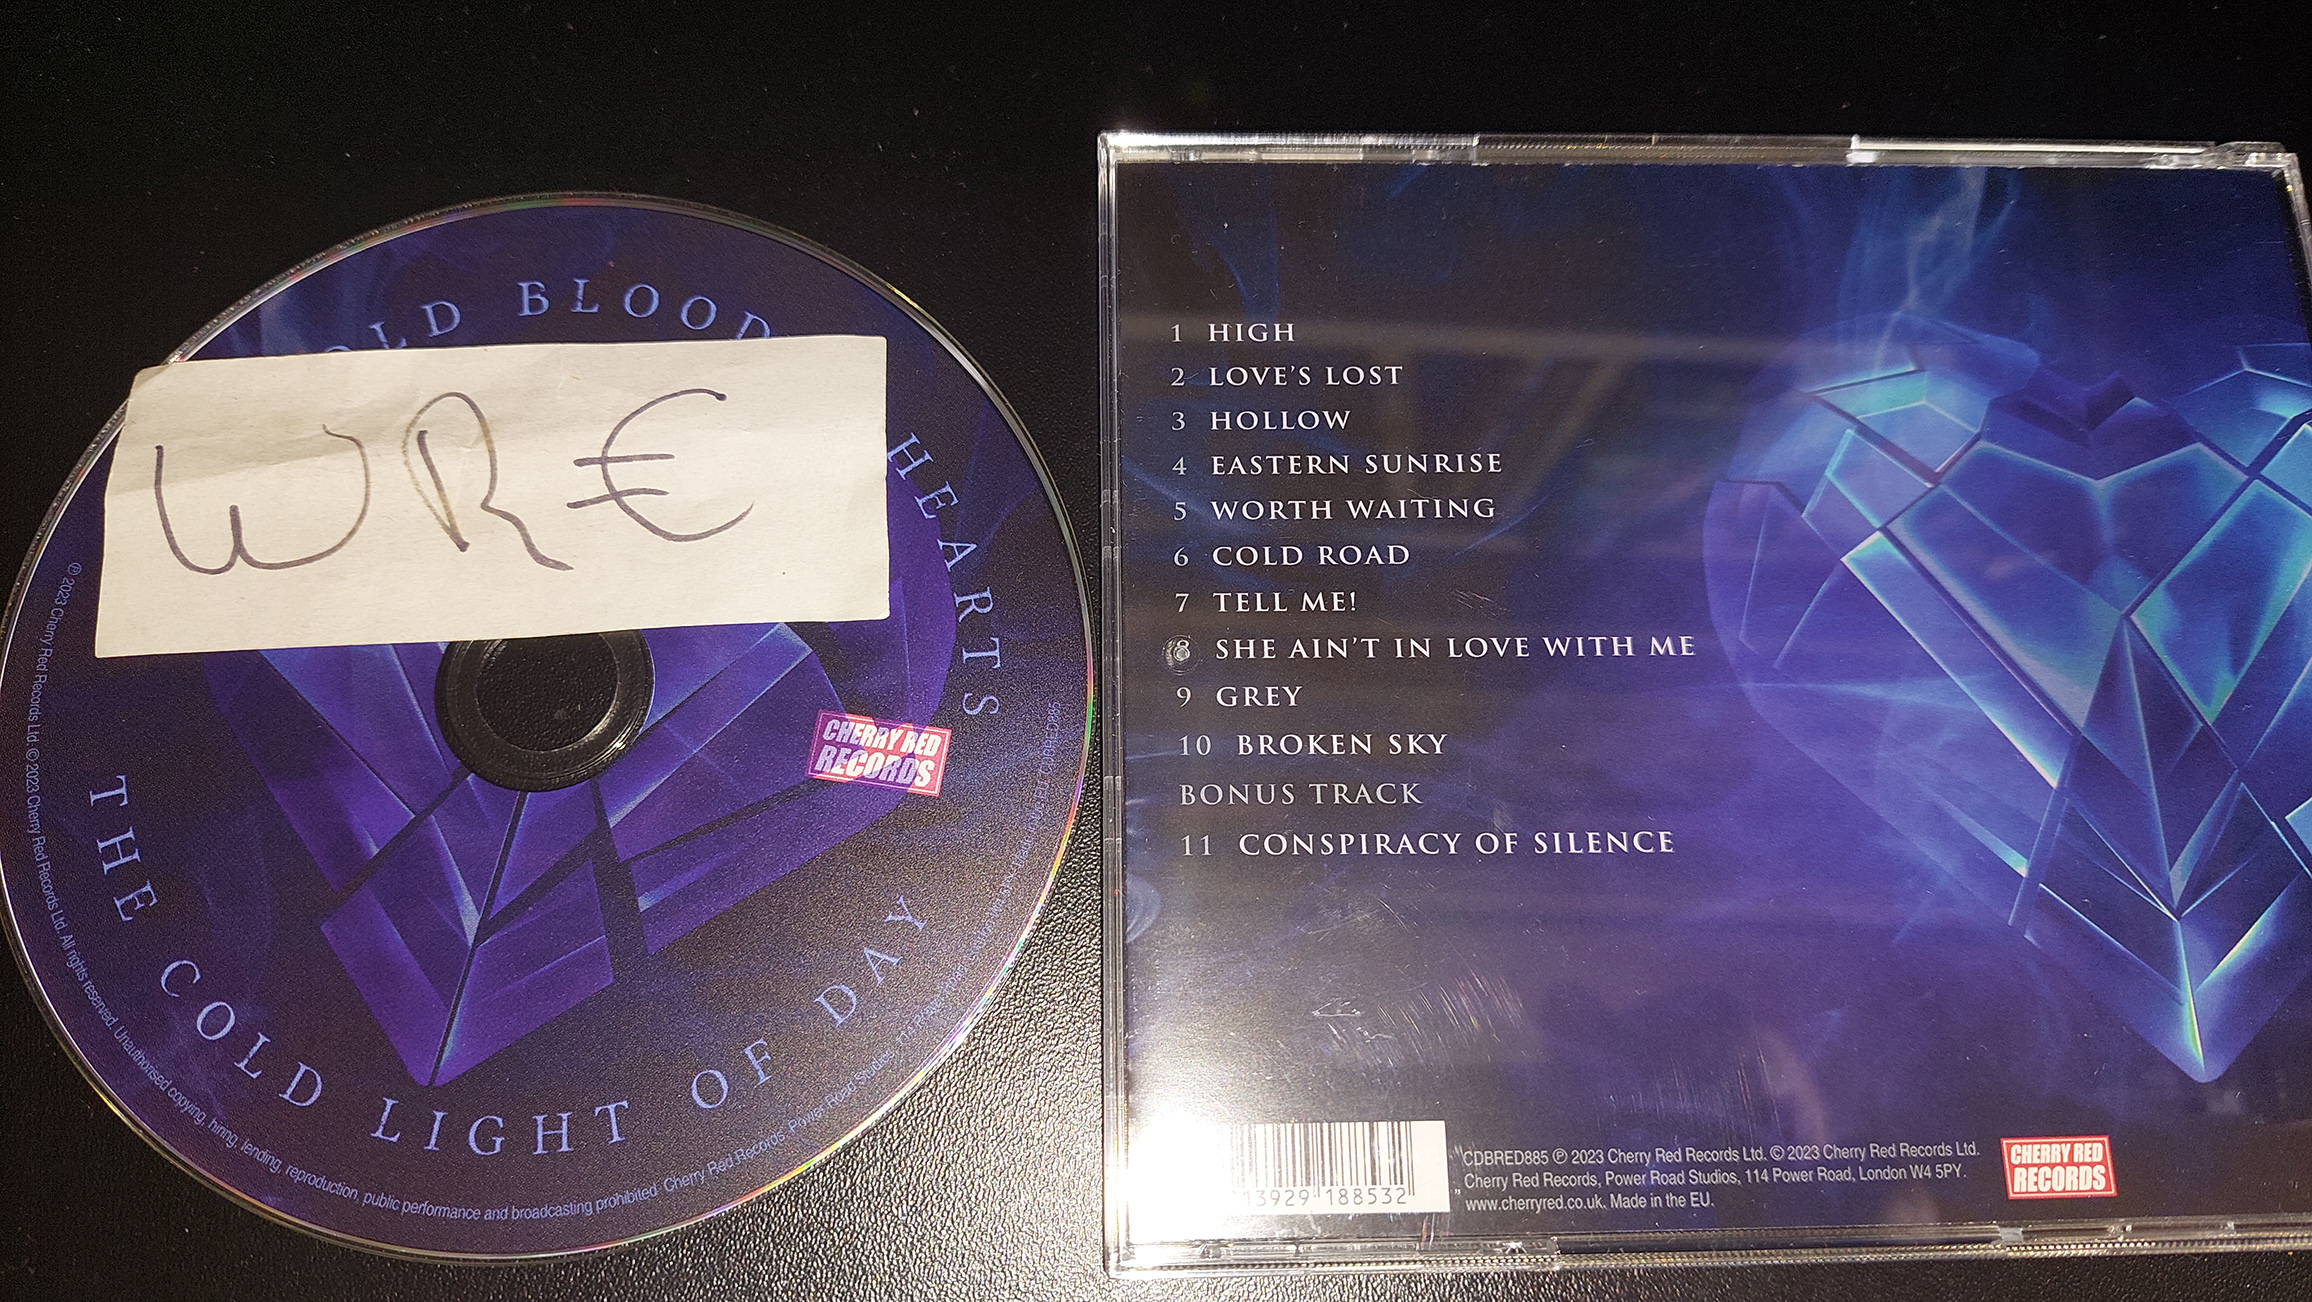 BLOOD
HEARTS
WRE
THE COLD LIGHT OF DAY
CHERRY RED
RECORDS
℗ 2023 Cherry Red Records Ltd. © 2023 Cherry Red Records Ltd. All rights reserved. Unauthorised copying, hiring, lending, reproduction, public performance and broadcasting prohibited. Cherry Red Records, Power Road Studios,
CDBRED885
1 HIGH
2 LOVE'S LOST
3 HOLLOW
4 EASTERN SUNRISE
5 WORTH WAITING
6 COLD ROAD
7 TELL ME!
8 SHE AIN'T IN LOVE WITH ME
9 GREY
10 BROKEN SKY
BONUS TRACK
11 CONSPIRACY OF SILENCE
188532
CDBRED885 ℗ 2023 Cherry Red Records Ltd. © 2023 Cherry Red Records Ltd.
Cherry Red Records, Power Road Studios, 114 Power Road, London W4 5PY.
www.cherryred.co.uk. Made in the EU.
CHERRY RED
RECORDS